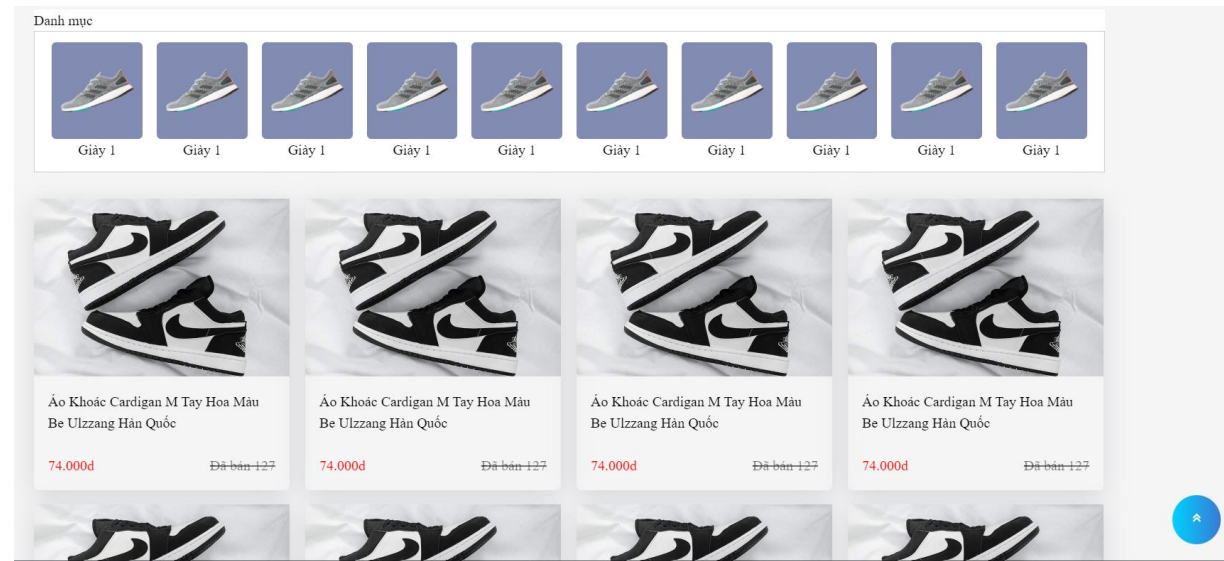 Danh mục
Giày 1 Giày 1 Giày 1 Giày 1 Giày 1 Giày 1 Giày 1 Giày 1 Giày 1 Giày 1
Áo Khoác Cardigan M Tay Hoa Màu
Be Ulzzang Hàn Quốc
74.000đ Đã bán 127
Áo Khoác Cardigan M Tay Hoa Màu
Be Ulzzang Hàn Quốc
74.000đ Đã bán 127
Áo Khoác Cardigan M Tay Hoa Màu
Be Ulzzang Hàn Quốc
74.000đ Đã bán 127
Áo Khoác Cardigan M Tay Hoa Màu
Be Ulzzang Hàn Quốc
74.000đ Đã bán 127